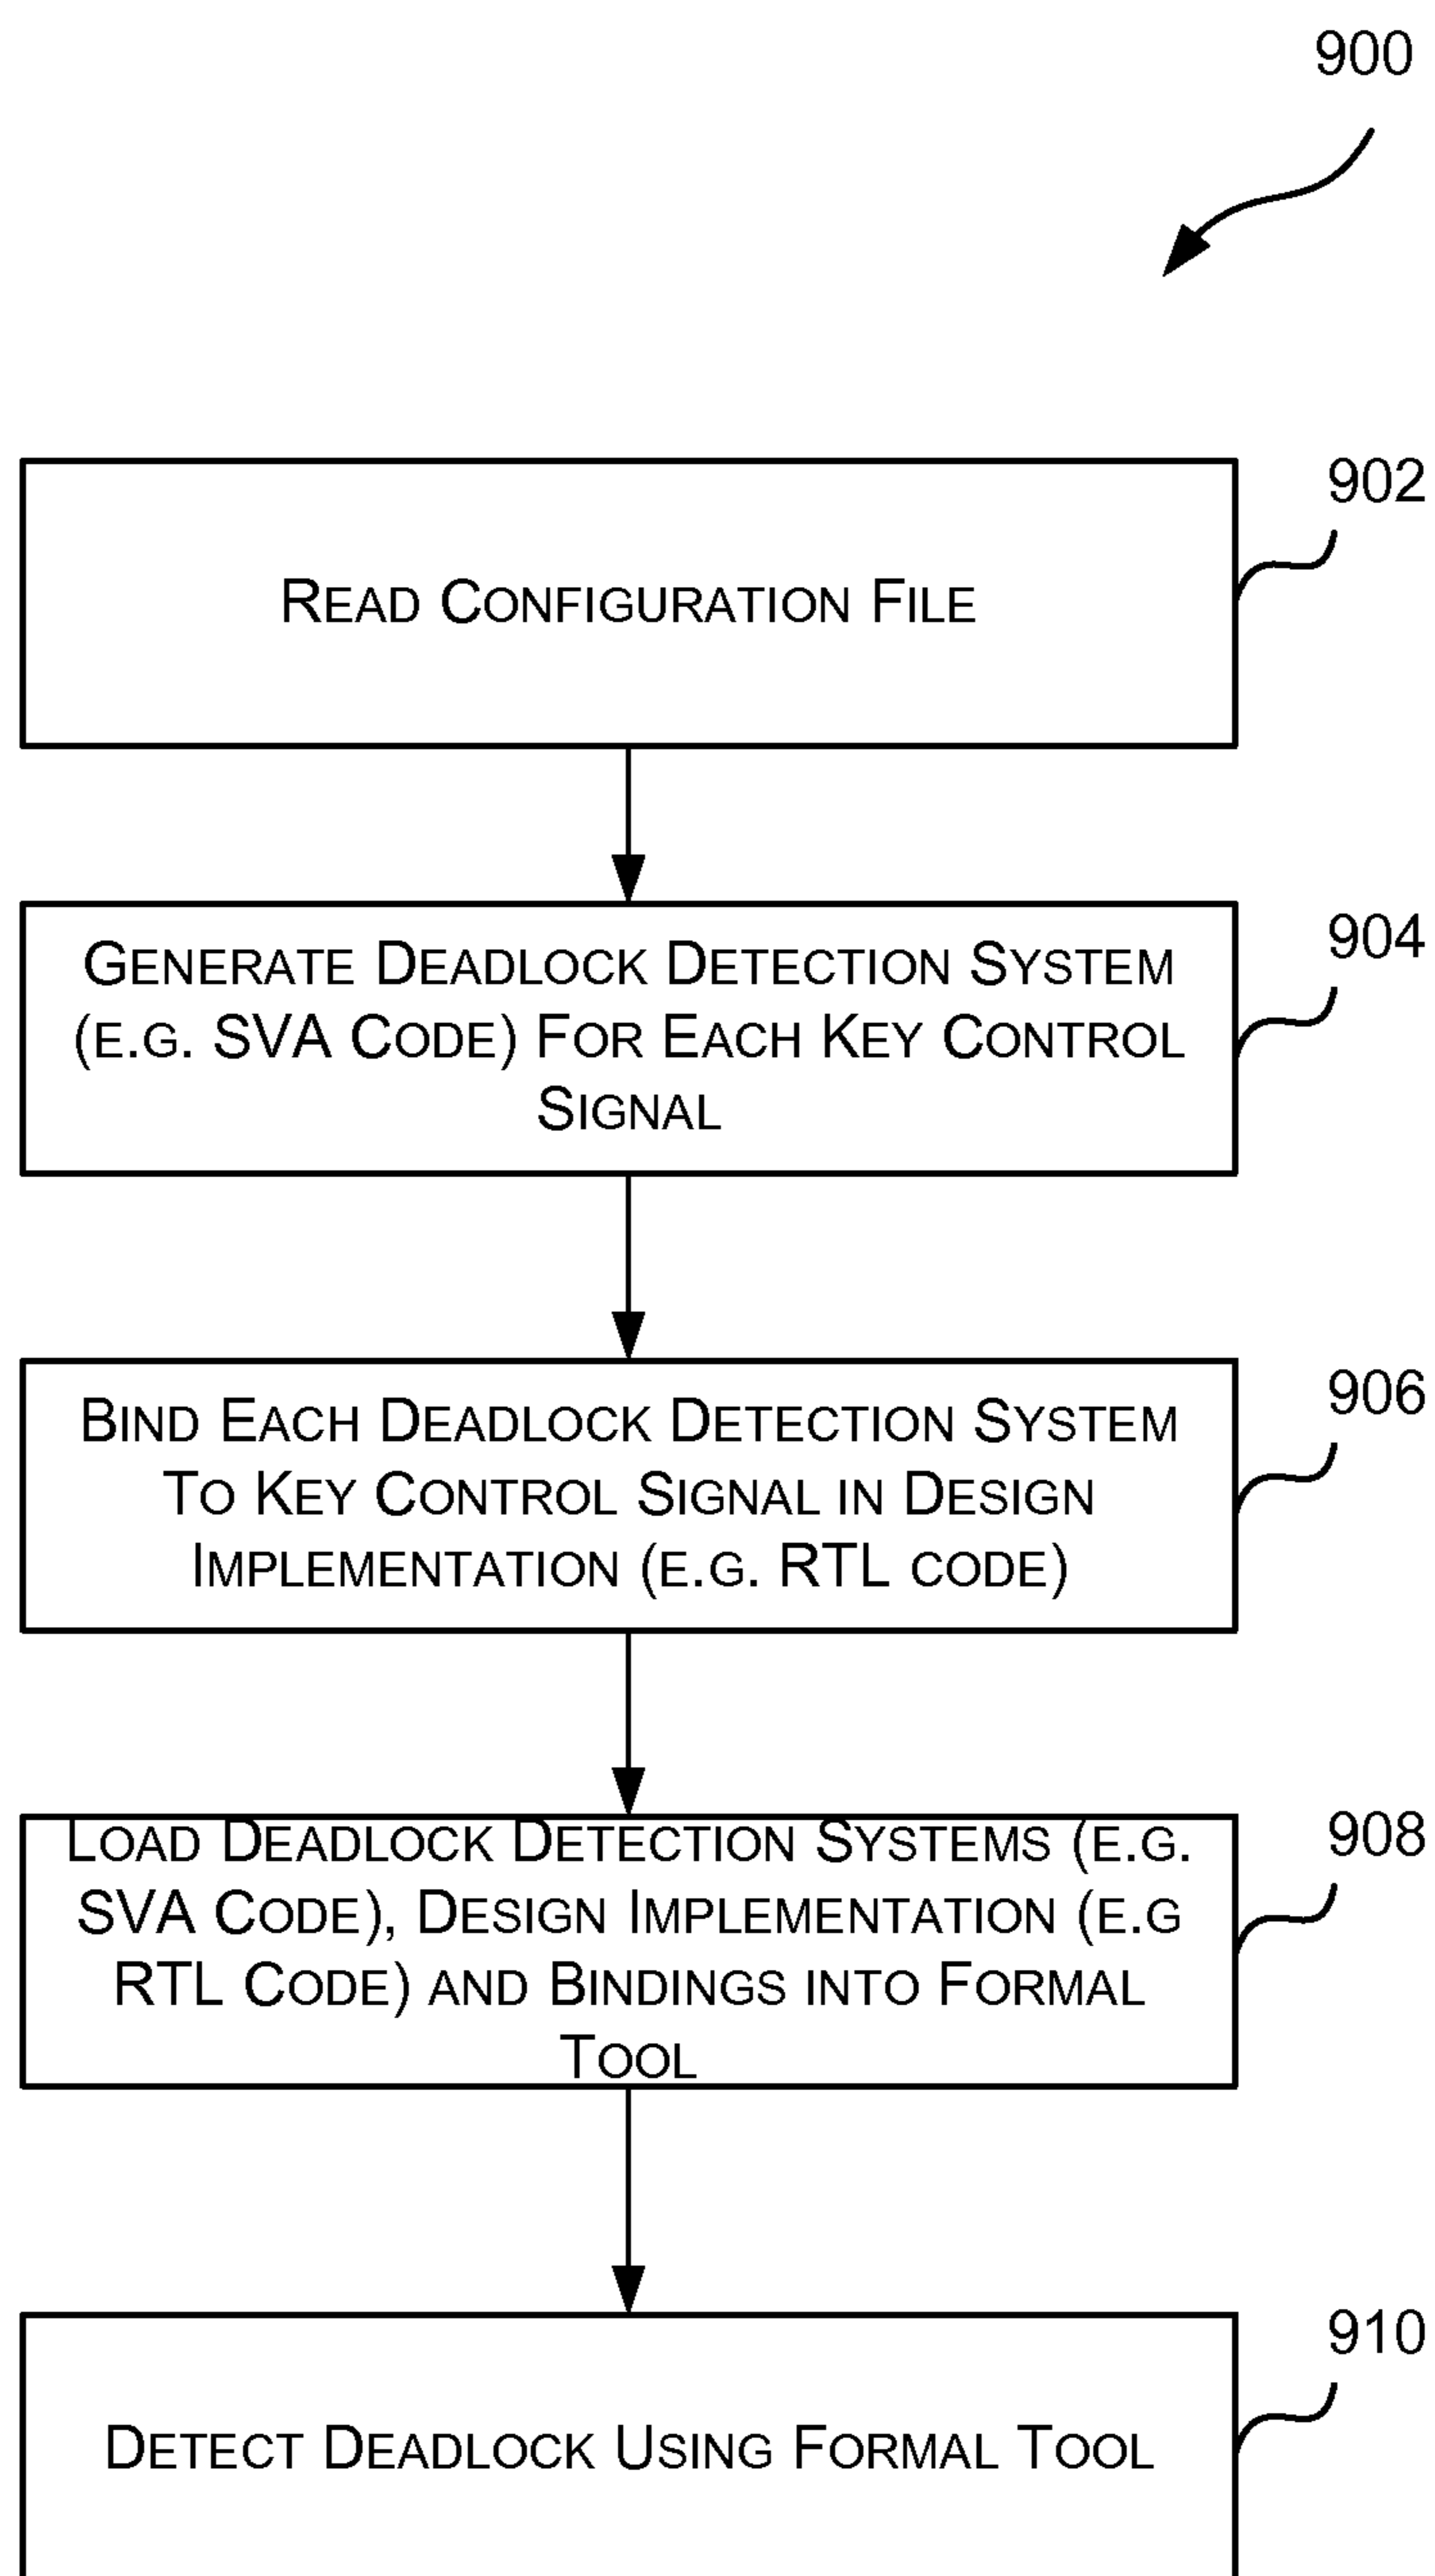 900
902
READ CONFIGURATION FILE
904
GENERATE DEADLOCK DETECTION SYSTEM
(E.G. SVA CODE) FOR EACH KEY CONTROL
SIGNAL
906
BIND EACH DEADLOCK DETECTION SYSTEM
TO KEY CONTROL SIGNAL IN DESIGN
IMPLEMENTATION (E.G. RTL CODE)
908
LOAD DEADLOCK DETECTION SYSTEMS (E.G.
SVA CODE), DESIGN IMPLEMENTATION (E.G
RTL CODE) AND BINDINGS INTO FORMAL
TOOL
910
DETECT DEADLOCK USING FORMAL TOOL